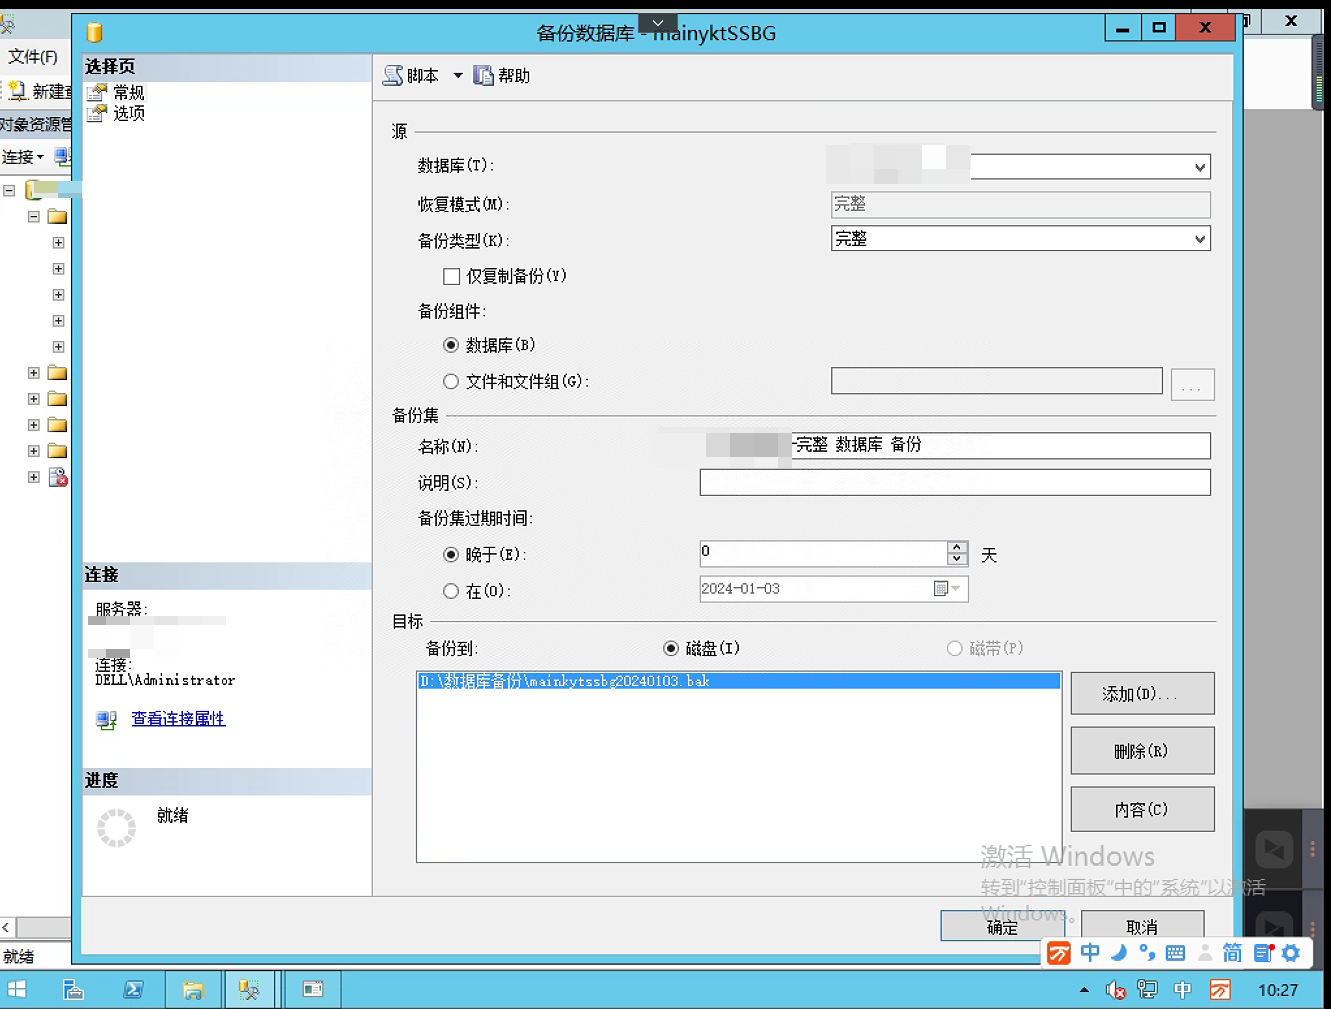 备份数据库 - mainyktSSBG
文件(F)
选择页
脚本
帮助
新建查
常规
选项
对象资源管
连接
源
数据库(T):
恢复模式(M):
完整
备份类型(K):
完整
仅复制备份(Y)
备份组件:
数据库(B)
文件和文件组(G):
...
备份集
名称(N):
-完整 数据库 备份
说明(S):
备份集过期时间:
晚于(E):
0
天
在(O):
2024-01-03
连接
服务器:
连接:
DELL\Administrator
查看连接属性
目标
备份到:
磁盘(I)
磁带(P)
D:\数据库备份\mainkytssbg20240103.bak
添加(D)...
删除(R)
内容(C)
进度
就绪
激活 Windows
转到"控制面板"中的"系统"以激活
Windows。
确定
取消
就绪
中
简
中
10:27